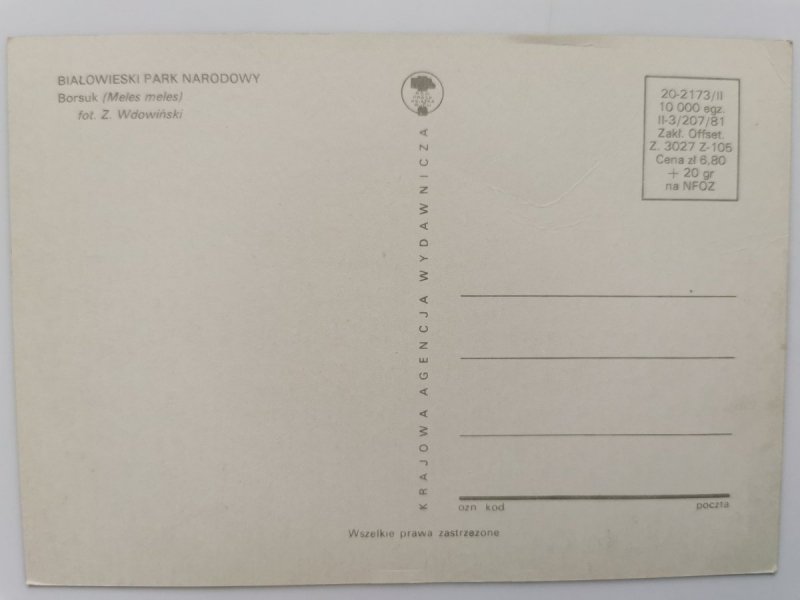 BIAŁOWIESKI PARK NARODOWY
Borsuk (Meles meles)
fot. Z. Wdowiński
KRAJOWA AGENCJA WYDAWNICZA
20-2173/II
10 000 egz.
II-3/207/81
Zakł. Offset.
Z. 3027 Z-105
Cena zł 6,80
+ 20 gr
na NFOZ
ozn kod
poczta
Wszelkie prawa zastrzeżone